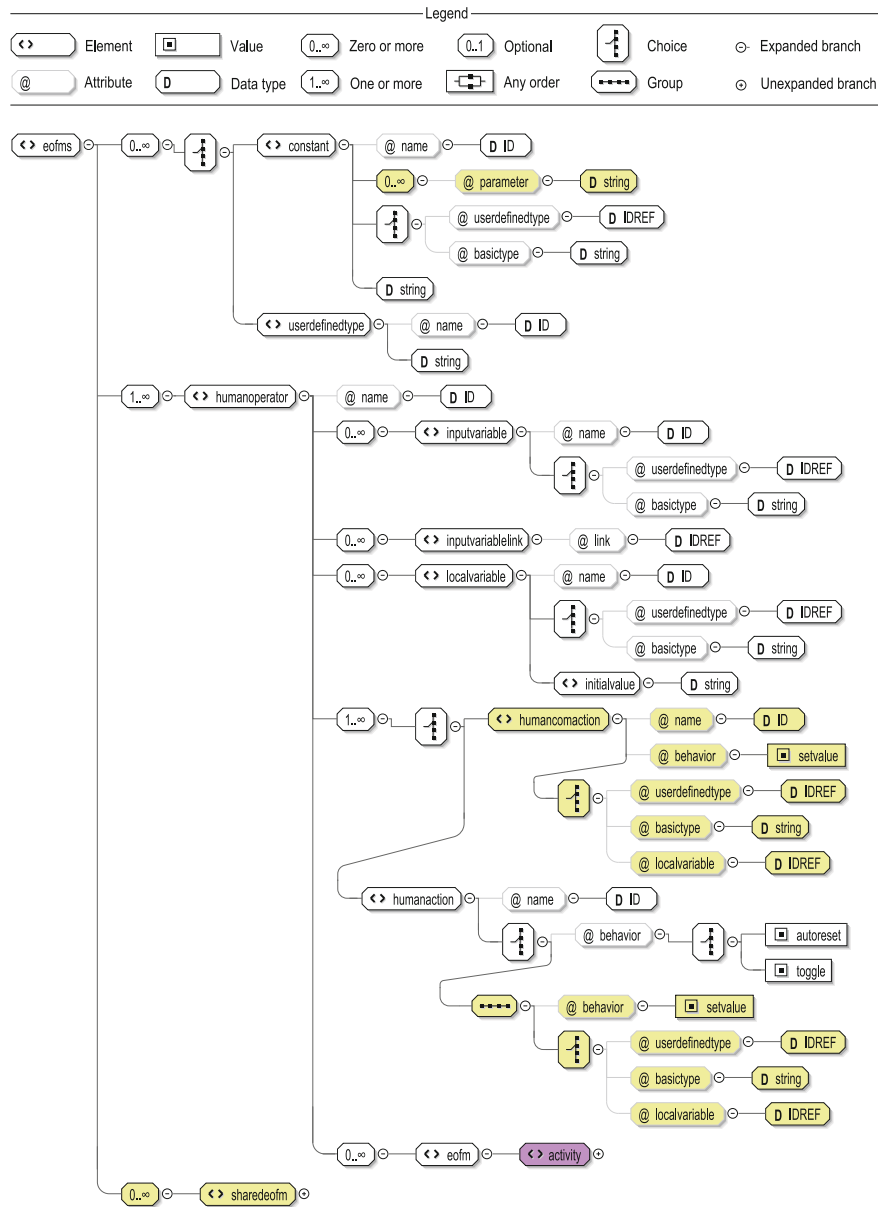 Legend
<> Element ▣ Value 0..∞ Zero or more 0..1 Optional Choice Expanded branch
@ Attribute D Data type 1..∞ One or more Any order Group Unexpanded branch
<> eofms 0..∞ <> constant @ name D ID
0..∞ @ parameter D string
@ userdefinedtype D IDREF
@ basictype D string
D string
<> userdefinedtype @ name D ID
D string
1..∞ <> humanoperator @ name D ID
0..∞ <> inputvariable @ name D ID
@ userdefinedtype D IDREF
@ basictype D string
0..∞ <> inputvariablelink @ link D IDREF
0..∞ <> localvariable @ name D ID
@ userdefinedtype D IDREF
@ basictype D string
<> initialvalue D string
1..∞ <> humancomaction @ name D ID
@ behavior ▣ setvalue
@ userdefinedtype D IDREF
@ basictype D string
@ localvariable D IDREF
<> humanaction @ name D ID
@ behavior ▣ autoreset
▣ toggle
@ behavior ▣ setvalue
@ userdefinedtype D IDREF
@ basictype D string
@ localvariable D IDREF
0..∞ <> eofm <> activity
0..∞ <> sharedeofm